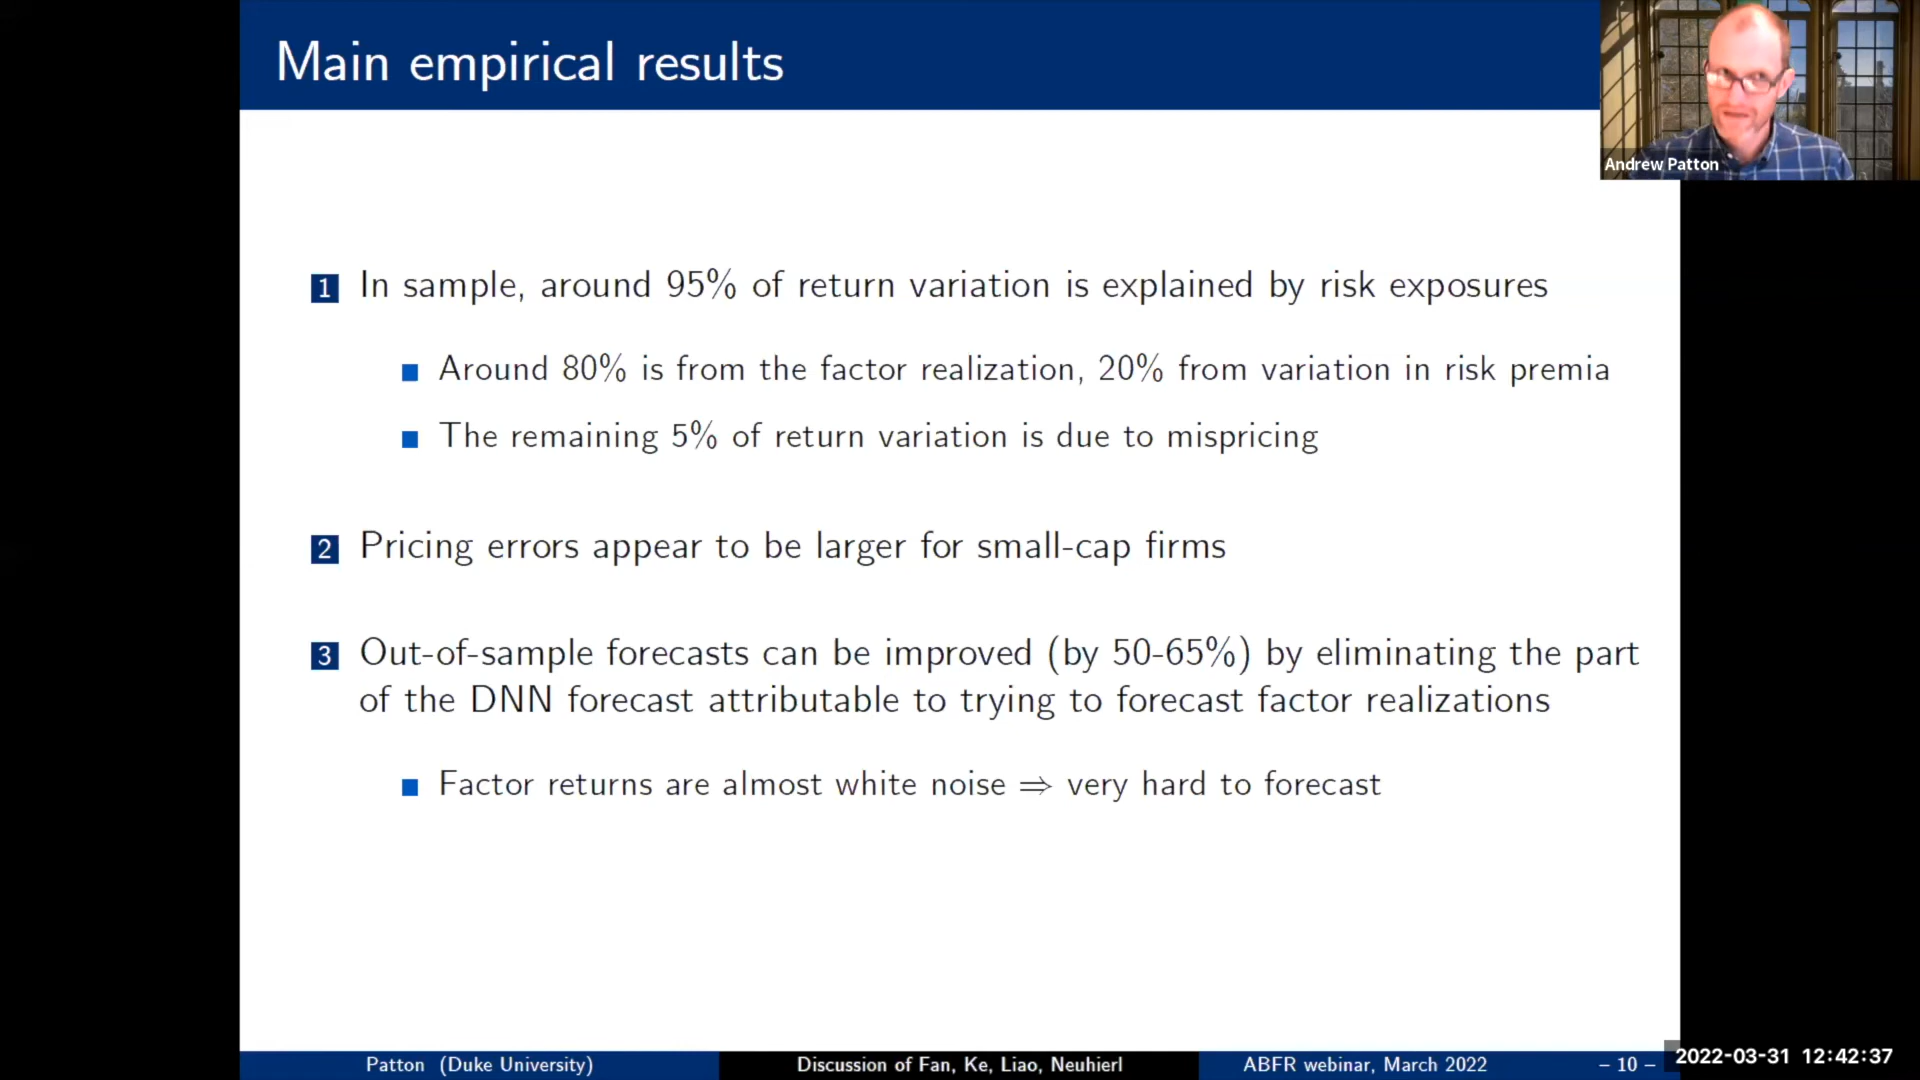 Main empirical results
Andrew Patton
1 In sample, around 95% of return variation is explained by risk exposures
Around 80% is from the factor realization, 20% from variation in risk premia
The remaining 5% of return variation is due to mispricing
2 Pricing errors appear to be larger for small-cap firms
3 Out-of-sample forecasts can be improved (by 50-65%) by eliminating the part
of the DNN forecast attributable to trying to forecast factor realizations
Factor returns are almost white noise ⇒ very hard to forecast
Patton (Duke University) Discussion of Fan, Ke, Liao, Neuhierl ABFR webinar, March 2022 – 10 –
2022-03-31 12:42:37